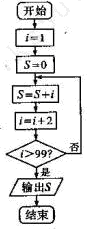 开始
i=1
S=0
S=S+i
i=i+2
i>99?
否
是
输出S
结束